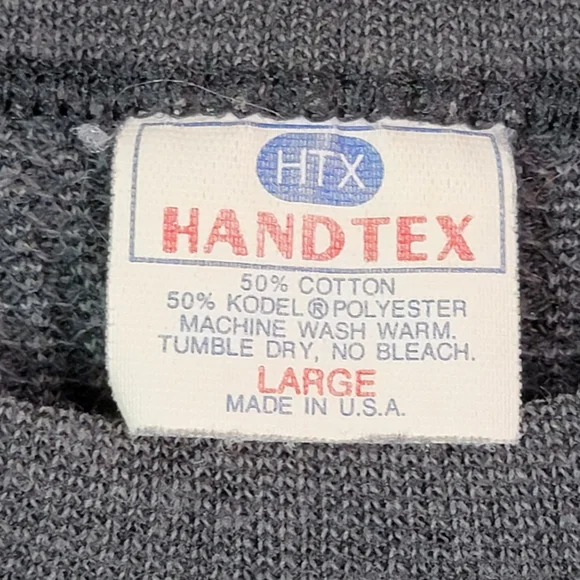 HTX
HANDTEX
50% COTTON
50% KODEL®POLYESTER
MACHINE WASH WARM.
TUMBLE DRY, NO BLEACH.
LARGE
MADE IN U.S.A.